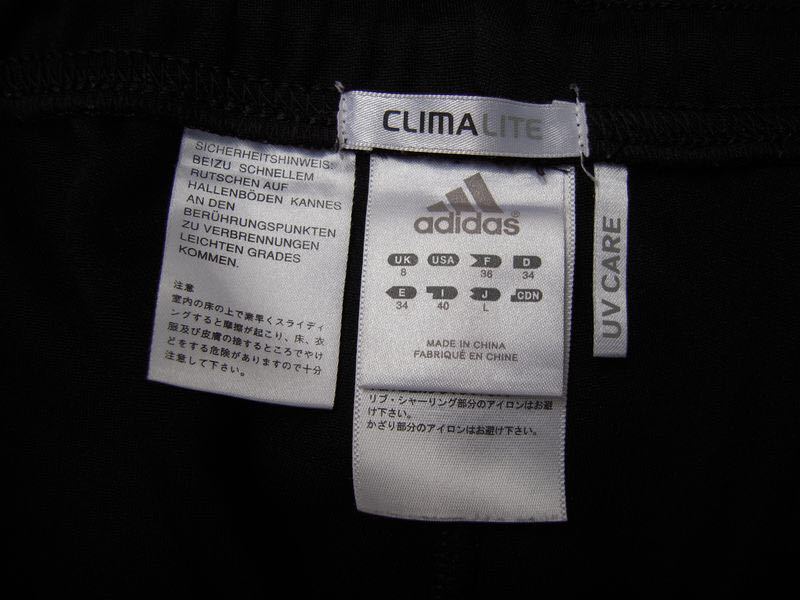 CLIMALITE
SICHERHEITSHINWEIS:
BEIZU SCHNELLEM
RUTSCHEN AUF
HALLENBÖDEN KANNES
AN DEN
BERÜHRUNGSPUNKTEN
ZU VERBRENNUNGEN
LEICHTEN GRADES
KOMMEN.
注意
室内の床の上で素早くスライディ
ングすると摩擦が起こり、床、衣
服及び皮膚の接するところでやけ
どをする危険がありますので十分
注意して下さい。
adidas®
UK USA F D
8 36 34
E I J CDN
34 40 L
MADE IN CHINA
FABRIQUÉ EN CHINE
リブ・シャーリング部分のアイロンはお避
け下さい。
かざり部分のアイロンはお避け下さい。
UV CARE